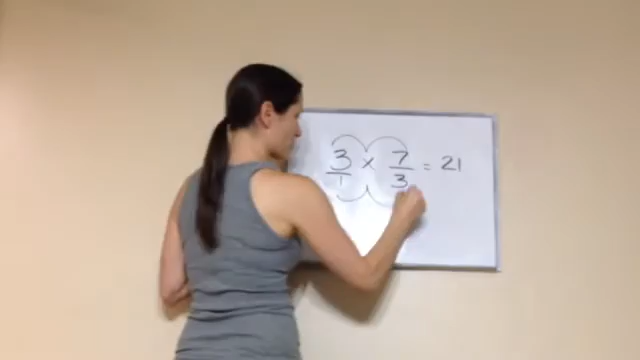 3/1 x 7/3 = 21